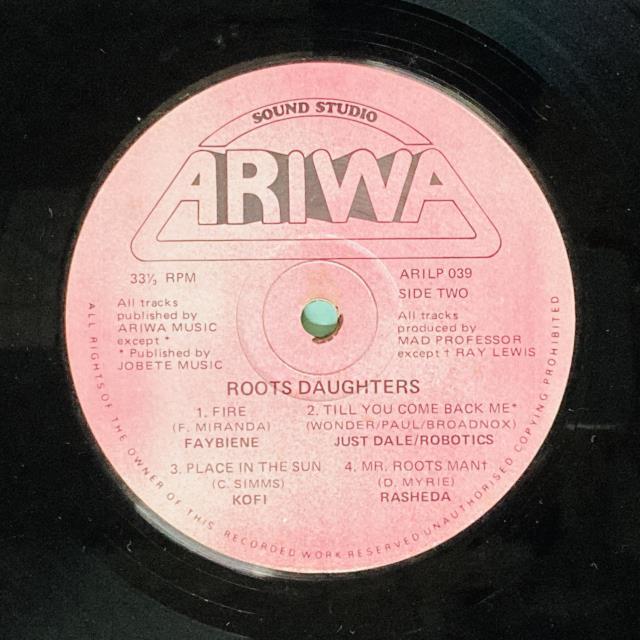 SOUND STUDIO
ARIWA
33⅓ RPM
ARILP 039
SIDE TWO
All tracks
published by
ARIWA MUSIC
except *
* Published by
JOBETE MUSIC
All tracks
produced by
MAD PROFESSOR
except † RAY LEWIS
ROOTS DAUGHTERS
1. FIRE
(F. MIRANDA)
FAYBIENE
2. TILL YOU COME BACK ME*
(WONDER/PAUL/BROADNOX)
JUST DALE/ROBOTICS
3. PLACE IN THE SUN
(C. SIMMS)
KOFI
4. MR. ROOTS MAN†
(D. MYRIE)
RASHEDA
ALL RIGHTS OF THE OWNER OF THIS RECORDED WORK RESERVED UNAUTHORISED COPYING PROHIBITED